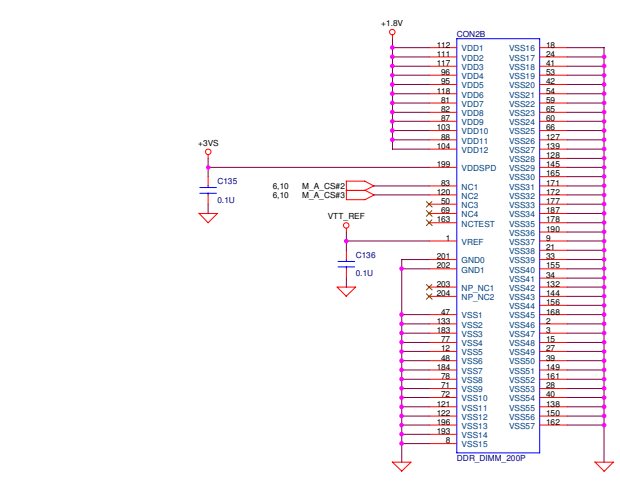 +1.8V
CON2B
112 VDD1 VSS16 18
111 VDD2 VSS17 24
117 VDD3 VSS18 41
96 VDD4 VSS19 53
95 VDD5 VSS20 42
118 VDD6 VSS21 54
81 VDD7 VSS22 59
82 VDD8 VSS23 65
87 VDD9 VSS24 60
103 VDD10 VSS25 66
88 VDD11 VSS26 127
104 VDD12 VSS27 139
VSS28 128
+3VS
199 VDDSPD VSS29 145
VSS30 165
C135
0.1U
6,10 M_A_CS#2 83 NC1 VSS31 171
6,10 M_A_CS#3 120 NC2 VSS32 172
50 NC3 VSS33 177
69 NC4 VSS34 187
163 NCTEST VSS35 178
VSS36 190
VTT_REF
1 VREF VSS37 9
VSS38 21
C136
0.1U
201 GND0 VSS39 33
202 GND1 VSS40 155
VSS41 34
203 NP_NC1 VSS42 132
204 NP_NC2 VSS43 144
VSS44 156
47 VSS1 VSS45 168
133 VSS2 VSS46 2
183 VSS3 VSS47 3
77 VSS4 VSS48 15
12 VSS5 VSS49 27
48 VSS6 VSS50 39
184 VSS7 VSS51 149
78 VSS8 VSS52 161
71 VSS9 VSS53 28
72 VSS10 VSS54 40
121 VSS11 VSS55 138
122 VSS12 VSS56 150
196 VSS13 VSS57 162
193 VSS14
8 VSS15
DDR_DIMM_200P